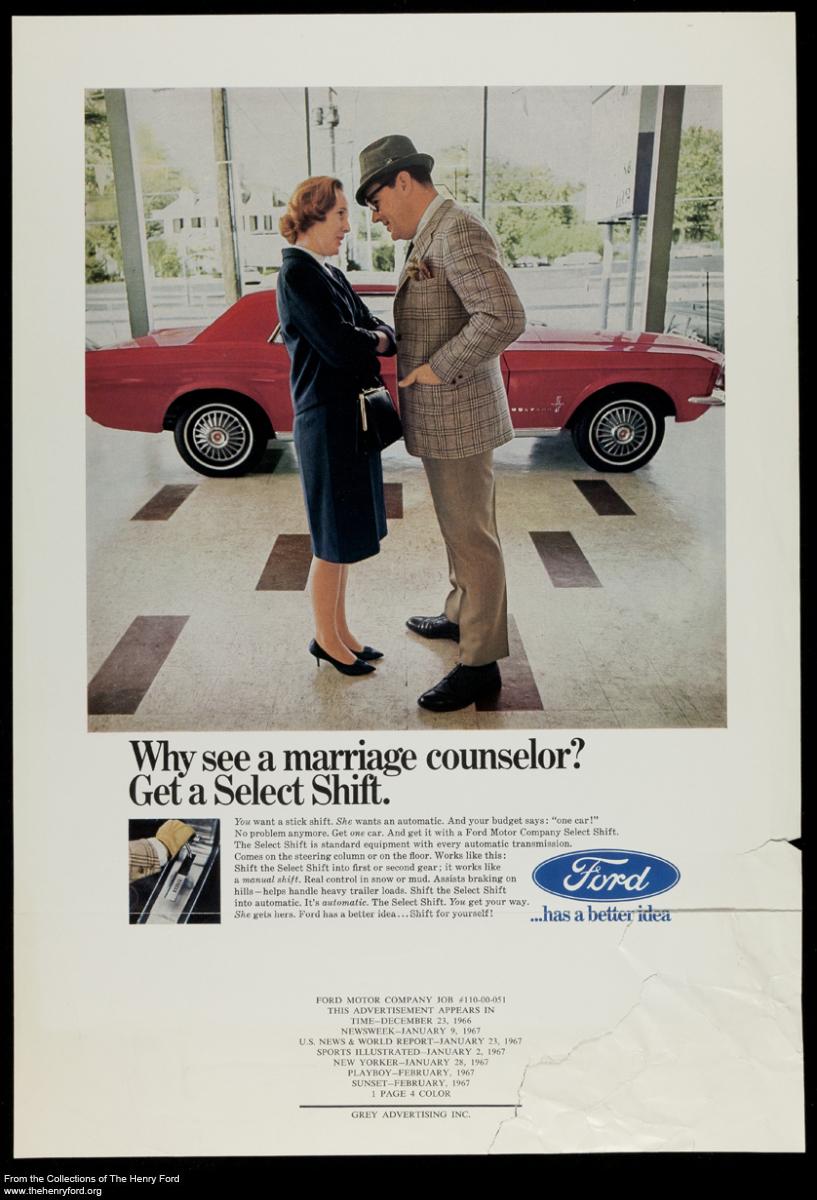 MUSTANG
Why see a marriage counselor?
Get a Select Shift.
You want a stick shift. She wants an automatic. And your budget says: “one car!”
No problem anymore. Get one car. And get it with a Ford Motor Company Select Shift.
The Select Shift is standard equipment with every automatic transmission.
Comes on the steering column or on the floor. Works like this:
Shift the Select Shift into first or second gear; it works like
a manual shift. Real control in snow or mud. Assists braking on
hills—helps handle heavy trailer loads. Shift the Select Shift
into automatic. It's automatic. The Select Shift. You get your way.
She gets hers. Ford has a better idea...Shift for yourself!
Ford
...has a better idea
FORD MOTOR COMPANY JOB #110-00-051
THIS ADVERTISEMENT APPEARS IN
TIME—DECEMBER 23, 1966
NEWSWEEK—JANUARY 9, 1967
U.S. NEWS & WORLD REPORT—JANUARY 23, 1967
SPORTS ILLUSTRATED—JANUARY 2, 1967
NEW YORKER—JANUARY 28, 1967
PLAYBOY—FEBRUARY, 1967
SUNSET—FEBRUARY, 1967
1 PAGE 4 COLOR
GREY ADVERTISING INC.
From the Collections of The Henry Ford
www.thehenryford.org